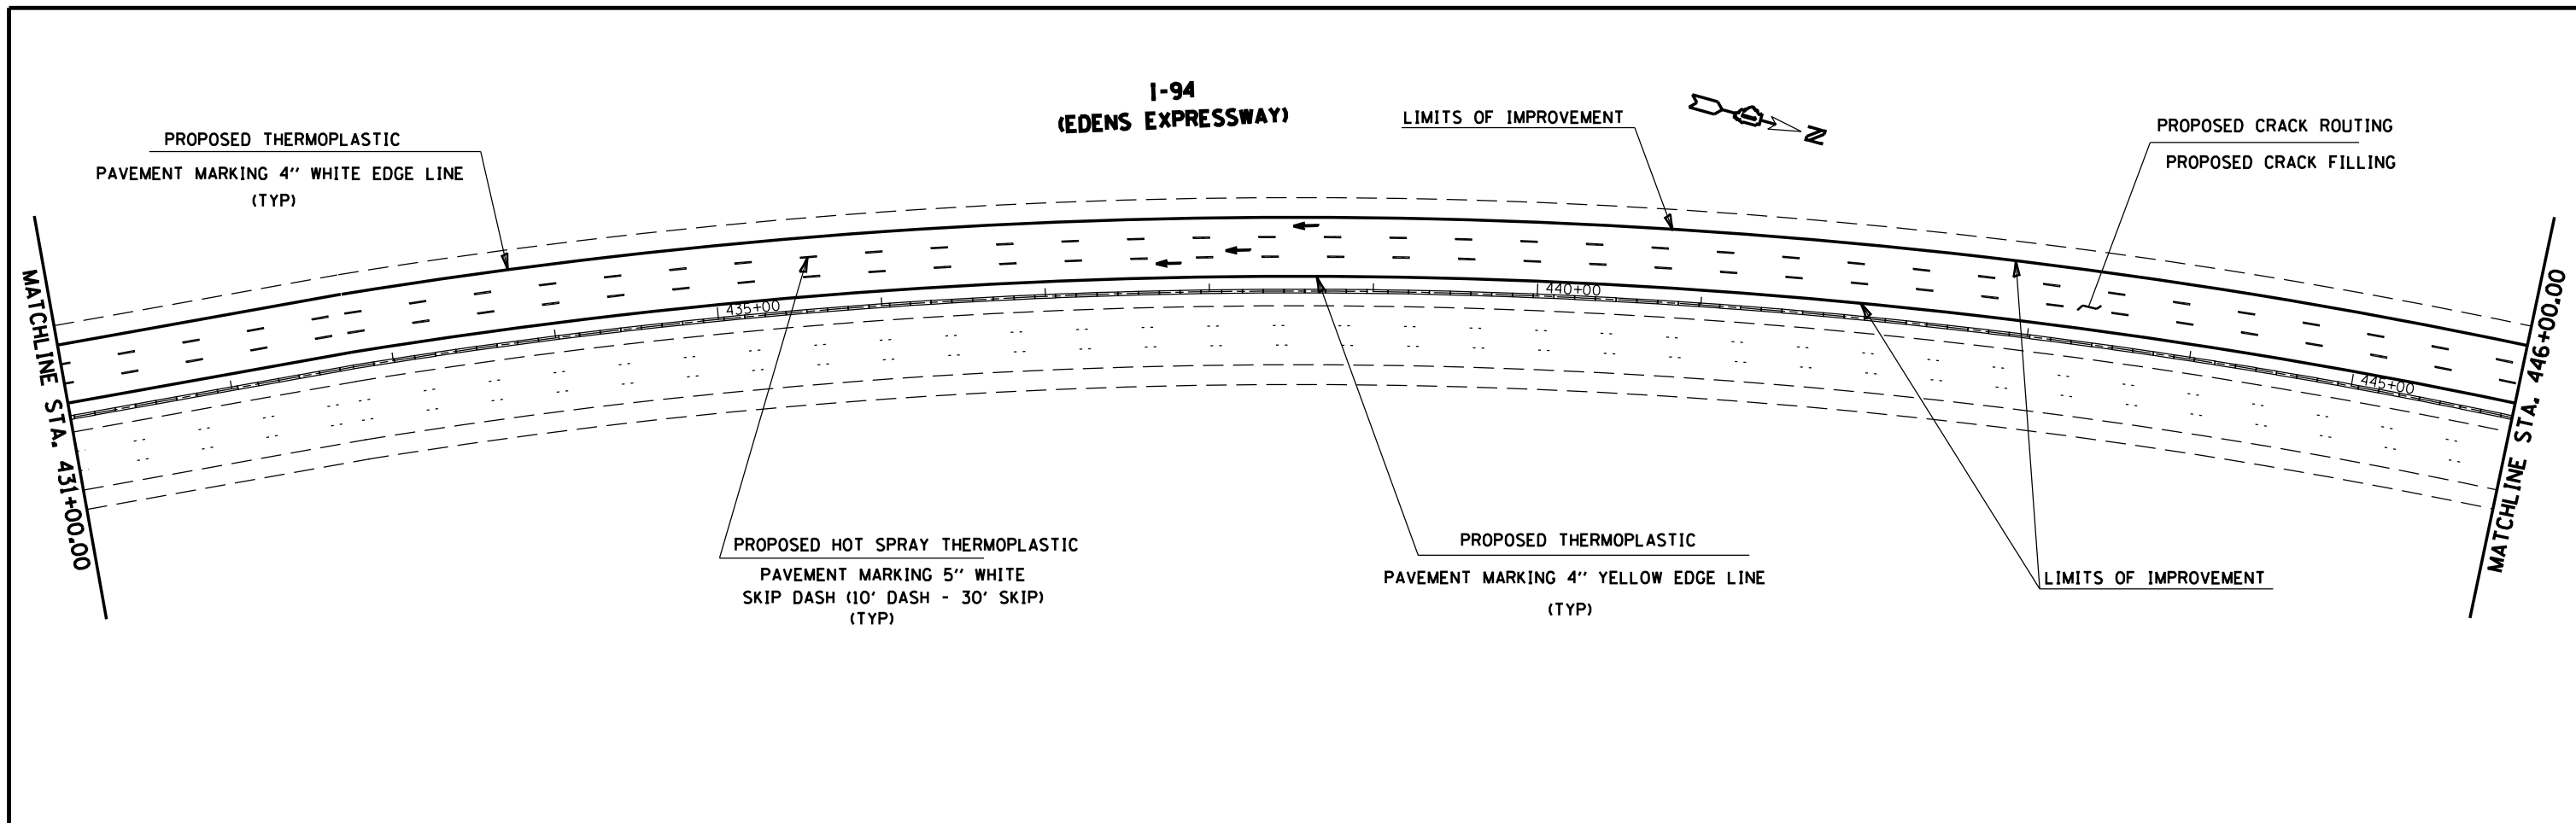 I-94
(EDENS EXPRESSWAY)
LIMITS OF IMPROVEMENT
N
PROPOSED CRACK ROUTING
PROPOSED CRACK FILLING
PROPOSED THERMOPLASTIC
PAVEMENT MARKING 4'' WHITE EDGE LINE
(TYP)
MATCHLINE STA. 431+00.00
435+00
440+00
445+00
MATCHLINE STA. 446+00.00
PROPOSED HOT SPRAY THERMOPLASTIC
PAVEMENT MARKING 5'' WHITE
SKIP DASH (10' DASH - 30' SKIP)
(TYP)
PROPOSED THERMOPLASTIC
PAVEMENT MARKING 4'' YELLOW EDGE LINE
(TYP)
LIMITS OF IMPROVEMENT